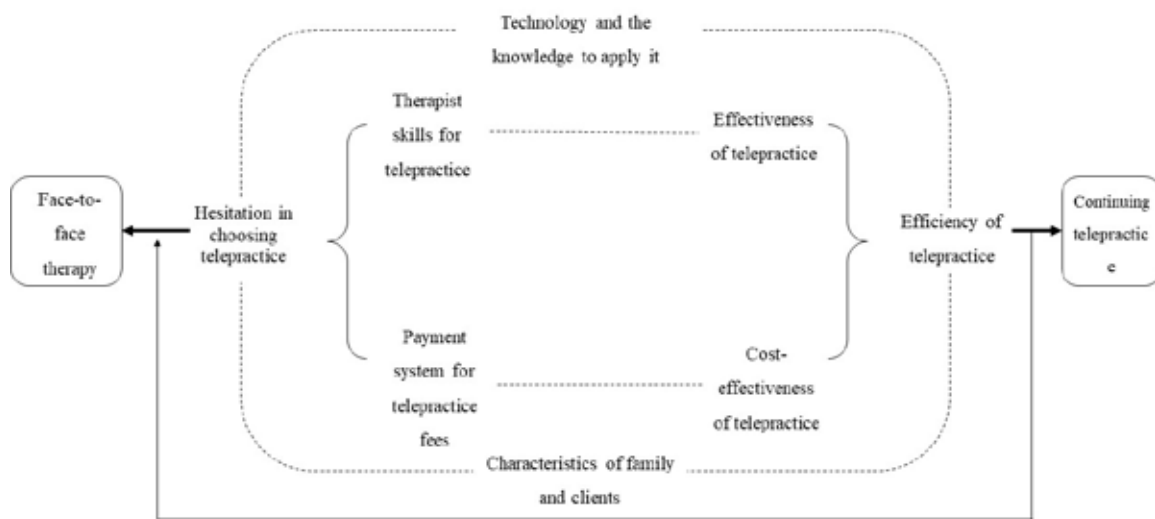 Technology and the
knowledge to apply it
Therapist
skills for
telepractice
Effectiveness
of telepractice
Face-to-
face
therapy
Hesitation in
choosing
telepractice
Efficiency of
telepractice
Continuing
telepractic
e
Payment
system for
telepractice
fees
Cost-
effectiveness
of telepractice
Characteristics of family
and clients